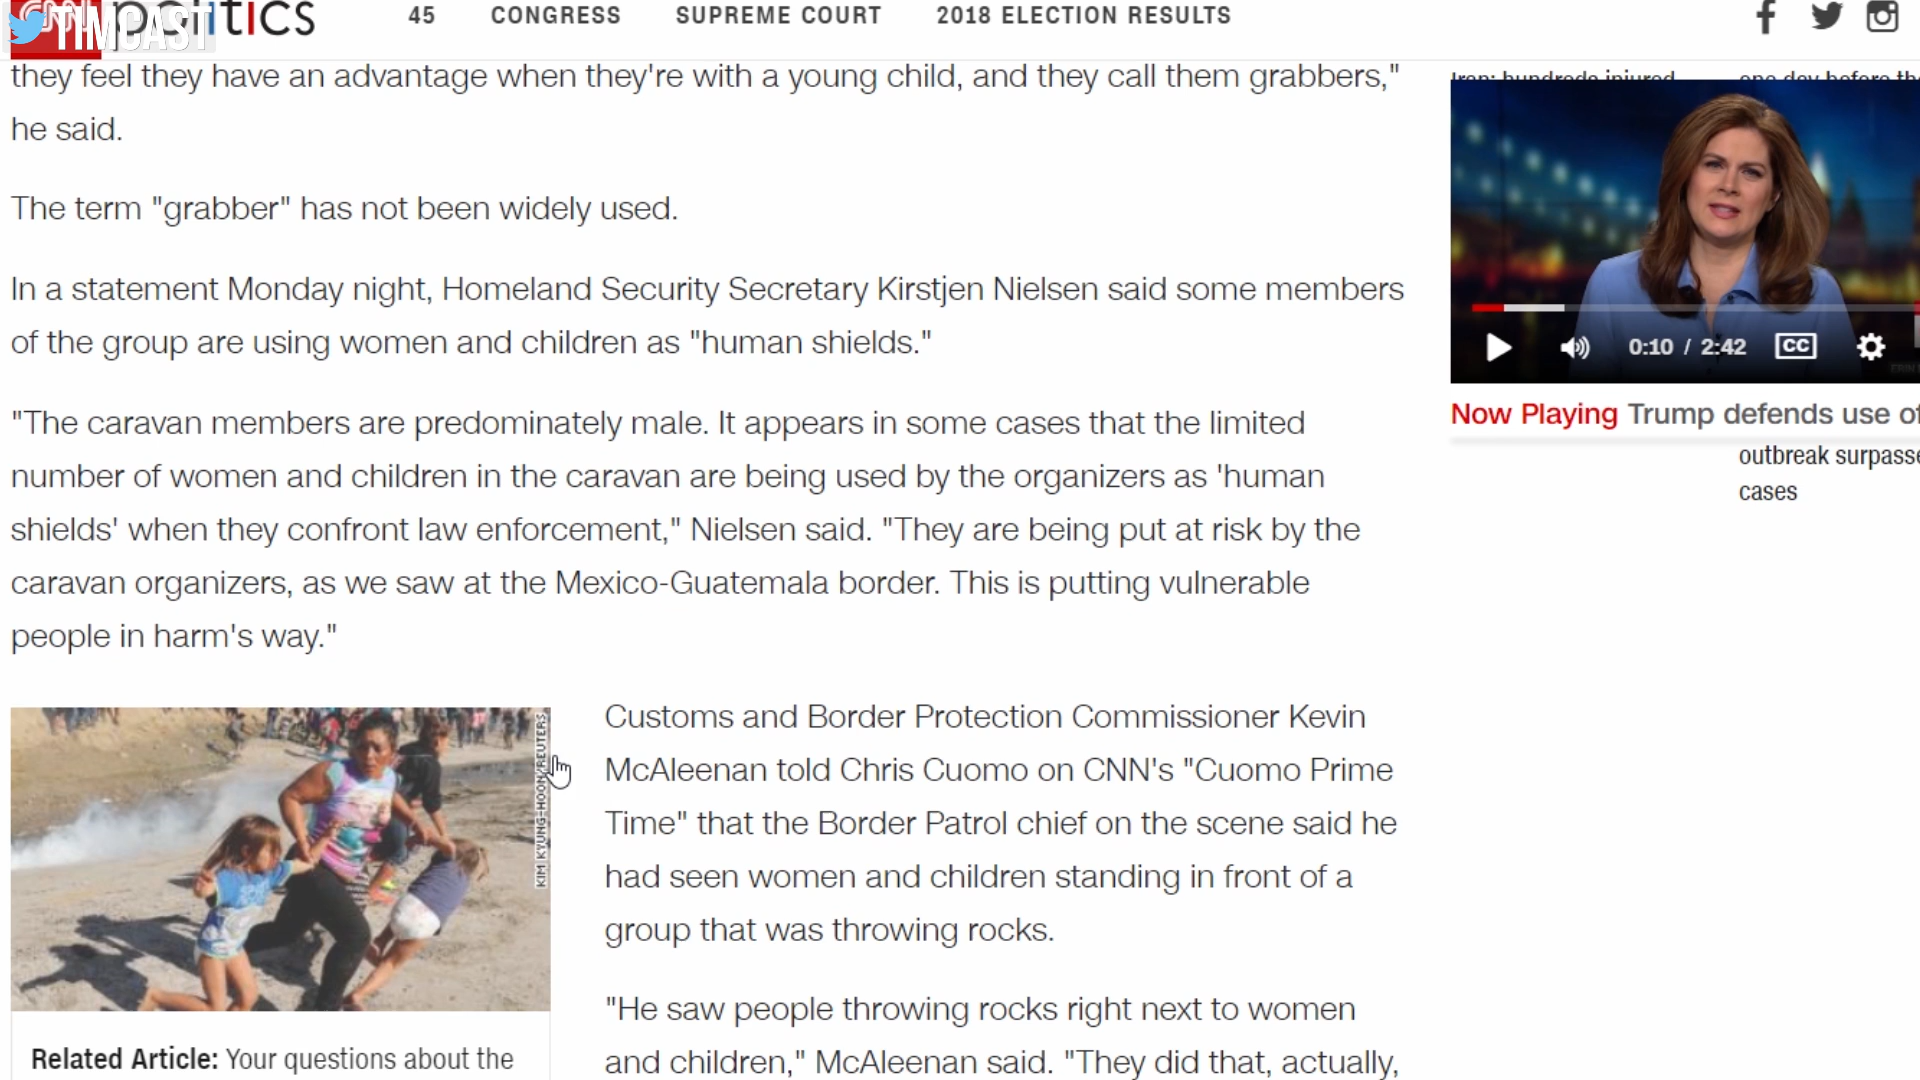 CNN politics
TIMCAST
45 CONGRESS SUPREME COURT 2018 ELECTION RESULTS
they feel they have an advantage when they're with a young child, and they call them grabbers,"
he said.
The term "grabber" has not been widely used.
In a statement Monday night, Homeland Security Secretary Kirstjen Nielsen said some members
of the group are using women and children as "human shields."
"The caravan members are predominately male. It appears in some cases that the limited
number of women and children in the caravan are being used by the organizers as 'human
shields' when they confront law enforcement," Nielsen said. "They are being put at risk by the
caravan organizers, as we saw at the Mexico-Guatemala border. This is putting vulnerable
people in harm's way."
KIM KYUNG-HOON/REUTERS
Related Article: Your questions about the
Customs and Border Protection Commissioner Kevin
McAleenan told Chris Cuomo on CNN's "Cuomo Prime
Time" that the Border Patrol chief on the scene said he
had seen women and children standing in front of a
group that was throwing rocks.
"He saw people throwing rocks right next to women
and children," McAleenan said. "They did that, actually,
Iran: hundreds injured
one day before the
0:10 / 2:42 CC
Now Playing Trump defends use of
outbreak surpasse
cases